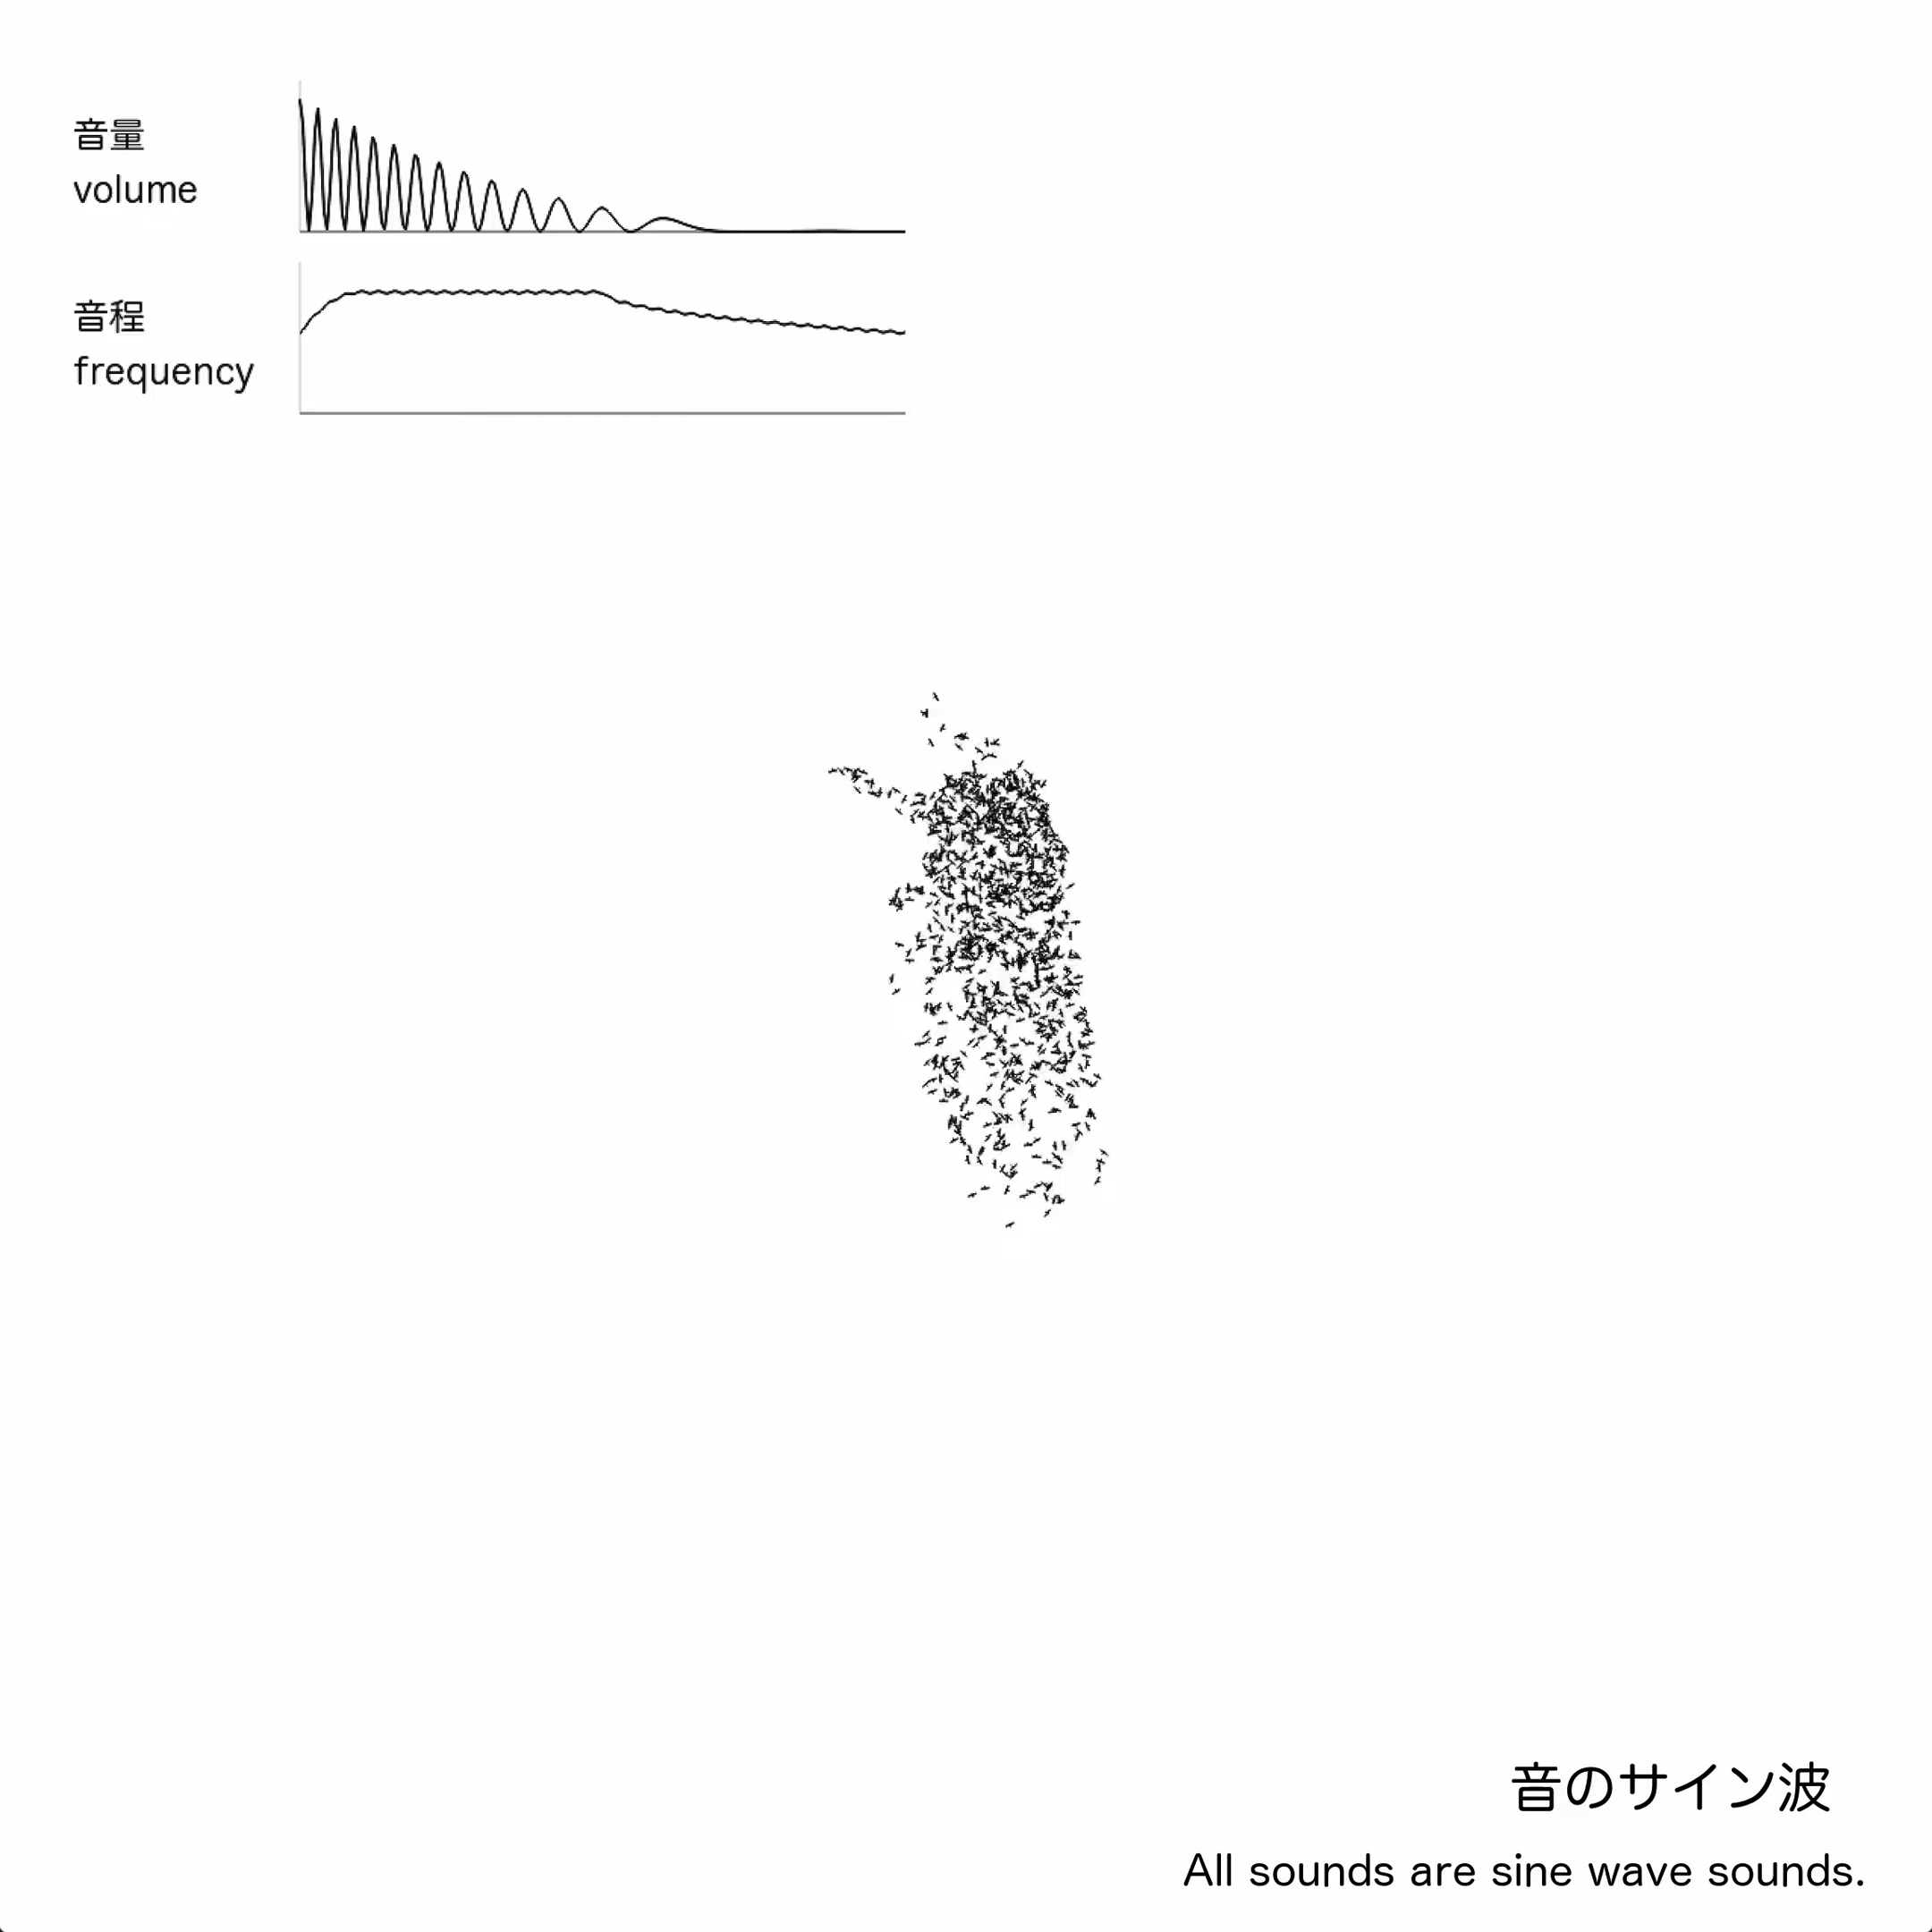 音量
volume
音程
frequency
音のサイン波
All sounds are sine wave sounds.